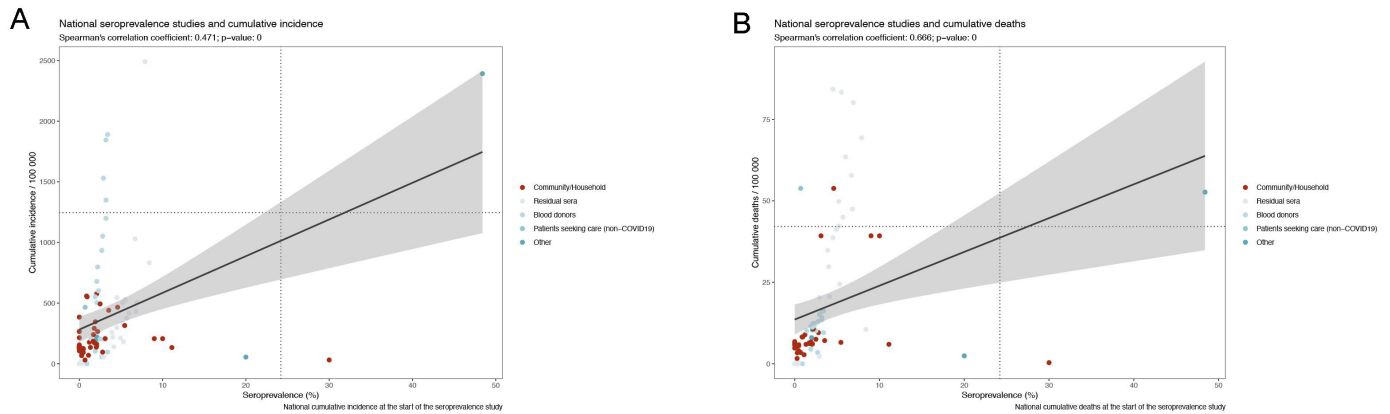 A
National seroprevalence studies and cumulative incidence
Spearman's correlation coefficient: 0.471; p-value: 0
2500
2000
1500
1000
500
0
Cumulative incidence / 100 000
0 10 20 30 40 50
Seroprevalence (%)
National cumulative incidence at the start of the seroprevalence study
Community/Household
Residual sera
Blood donors
Patients seeking care (non-COVID19)
Other
B
National seroprevalence studies and cumulative deaths
Spearman's correlation coefficient: 0.666; p-value: 0
75
50
25
0
Cumulative deaths / 100 000
0 10 20 30 40 50
Seroprevalence (%)
National cumulative deaths at the start of the seroprevalence study
Community/Household
Residual sera
Blood donors
Patients seeking care (non-COVID19)
Other